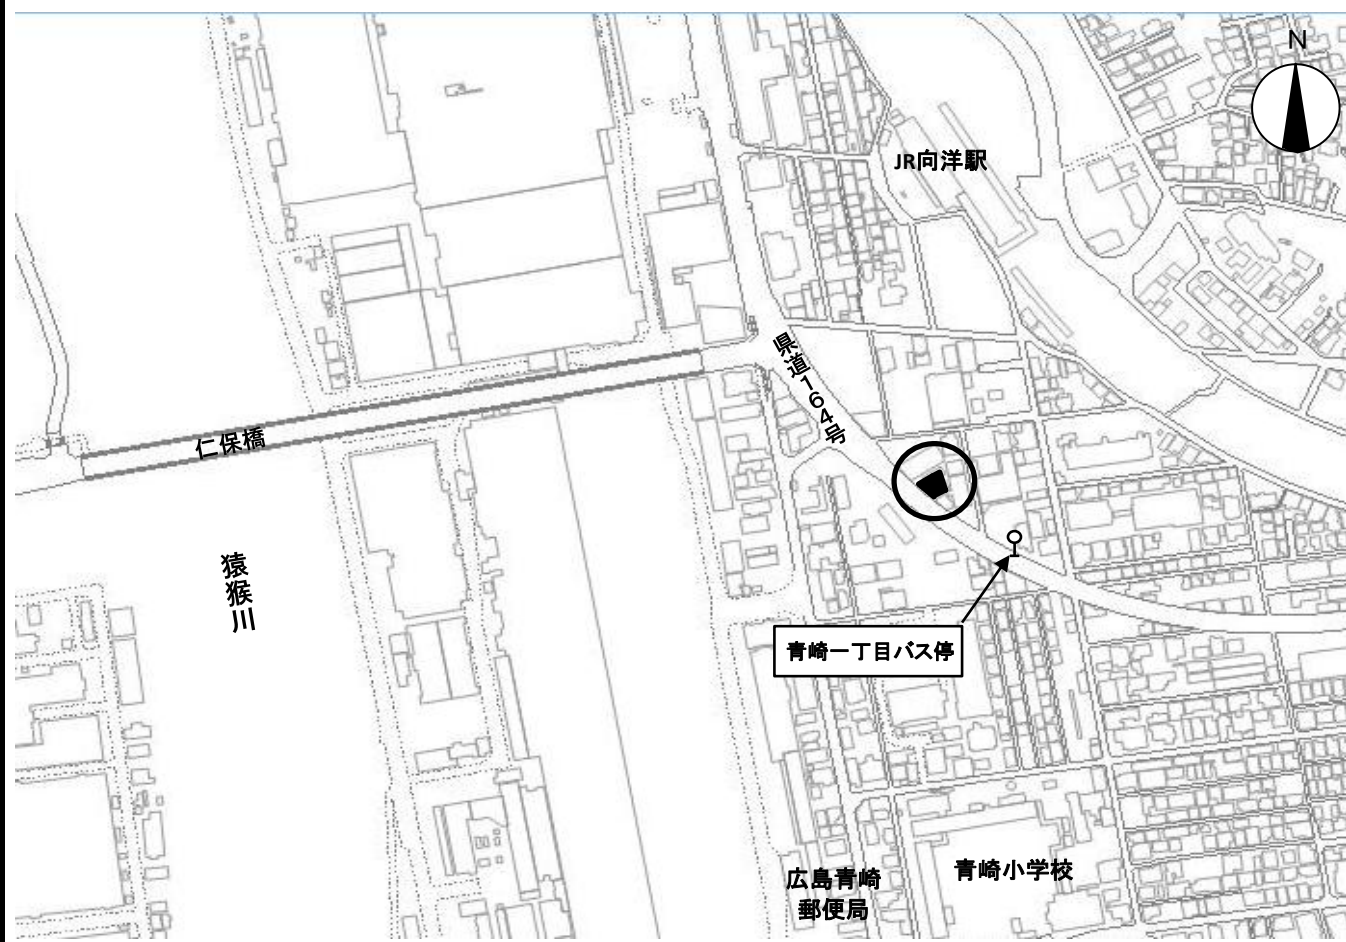 N
JR向洋駅
県道164号
仁保橋
猿猴川
青崎一丁目バス停
広島青崎
郵便局
青崎小学校